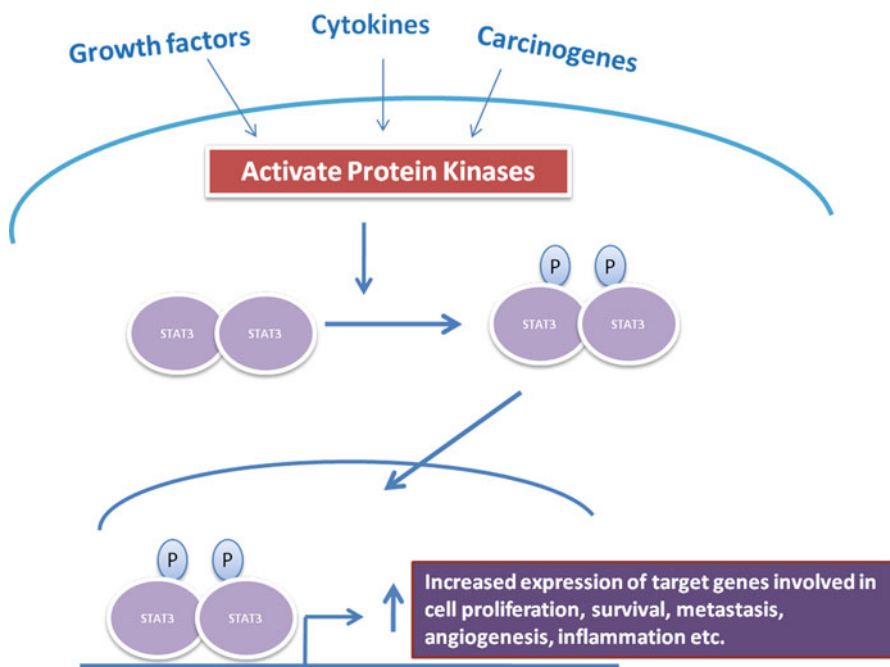 Growth factors
Cytokines
Carcinogenes
Activate Protein Kinases
P P
STAT3 STAT3
STAT3 STAT3
P P
STAT3 STAT3
Increased expression of target genes involved in
cell proliferation, survival, metastasis,
angiogenesis, inflammation etc.